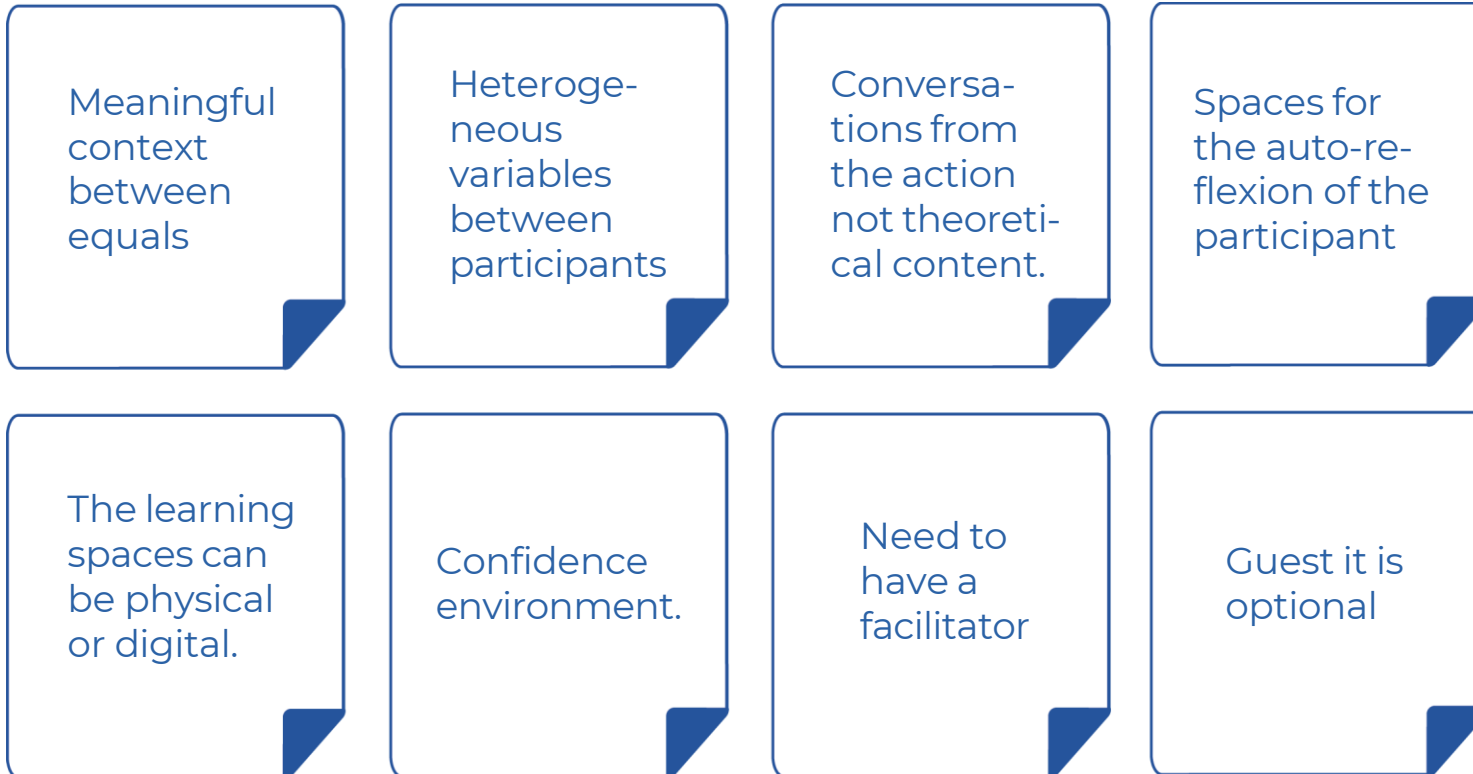 Meaningful
context
between
equals
Heteroge-
neous
variables
between
participants
Conversa-
tions from
the action
not theoreti-
cal content.
Spaces for
the auto-re-
flexion of the
participant
The learning
spaces can
be physical
or digital.
Confidence
environment.
Need to
have a
facilitator
Guest it is
optional